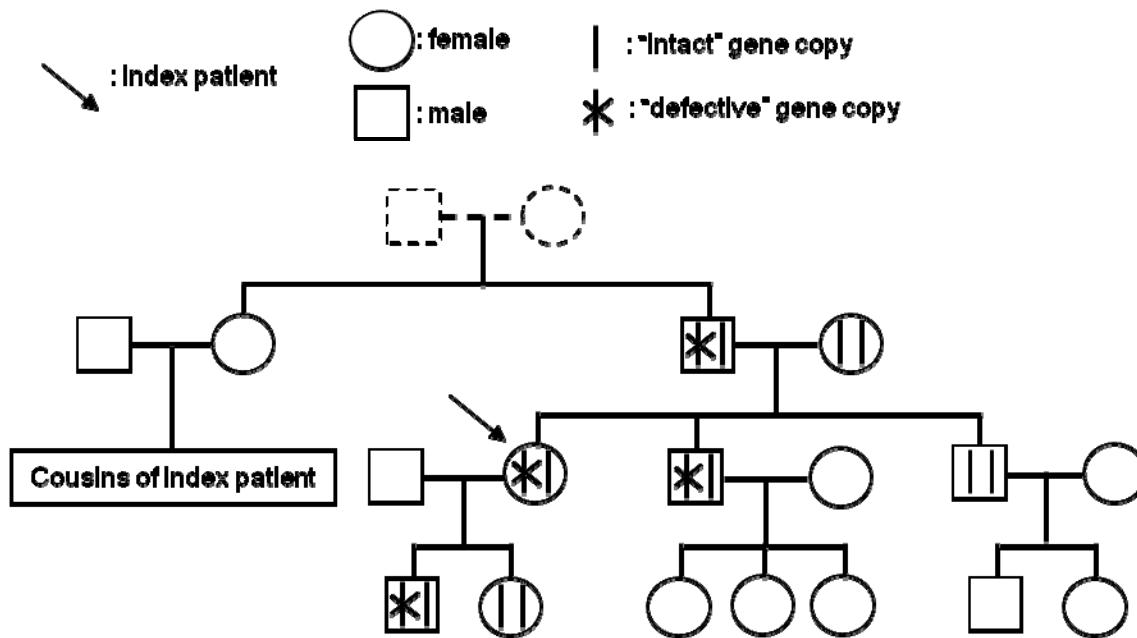 : Index patient
: female
: male
: "Intact" gene copy
: "defective" gene copy
Cousins of Index patient